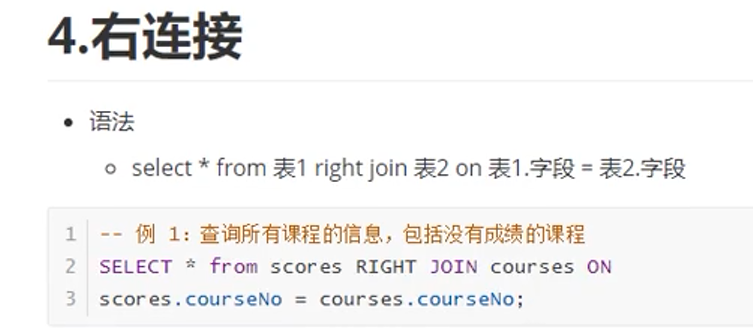 4.右连接
语法
select * from 表1 right join 表2 on 表1.字段 = 表2.字段
1 -- 例 1：查询所有课程的信息，包括没有成绩的课程
2 SELECT * from scores RIGHT JOIN courses ON
3 scores.courseNo = courses.courseNo;